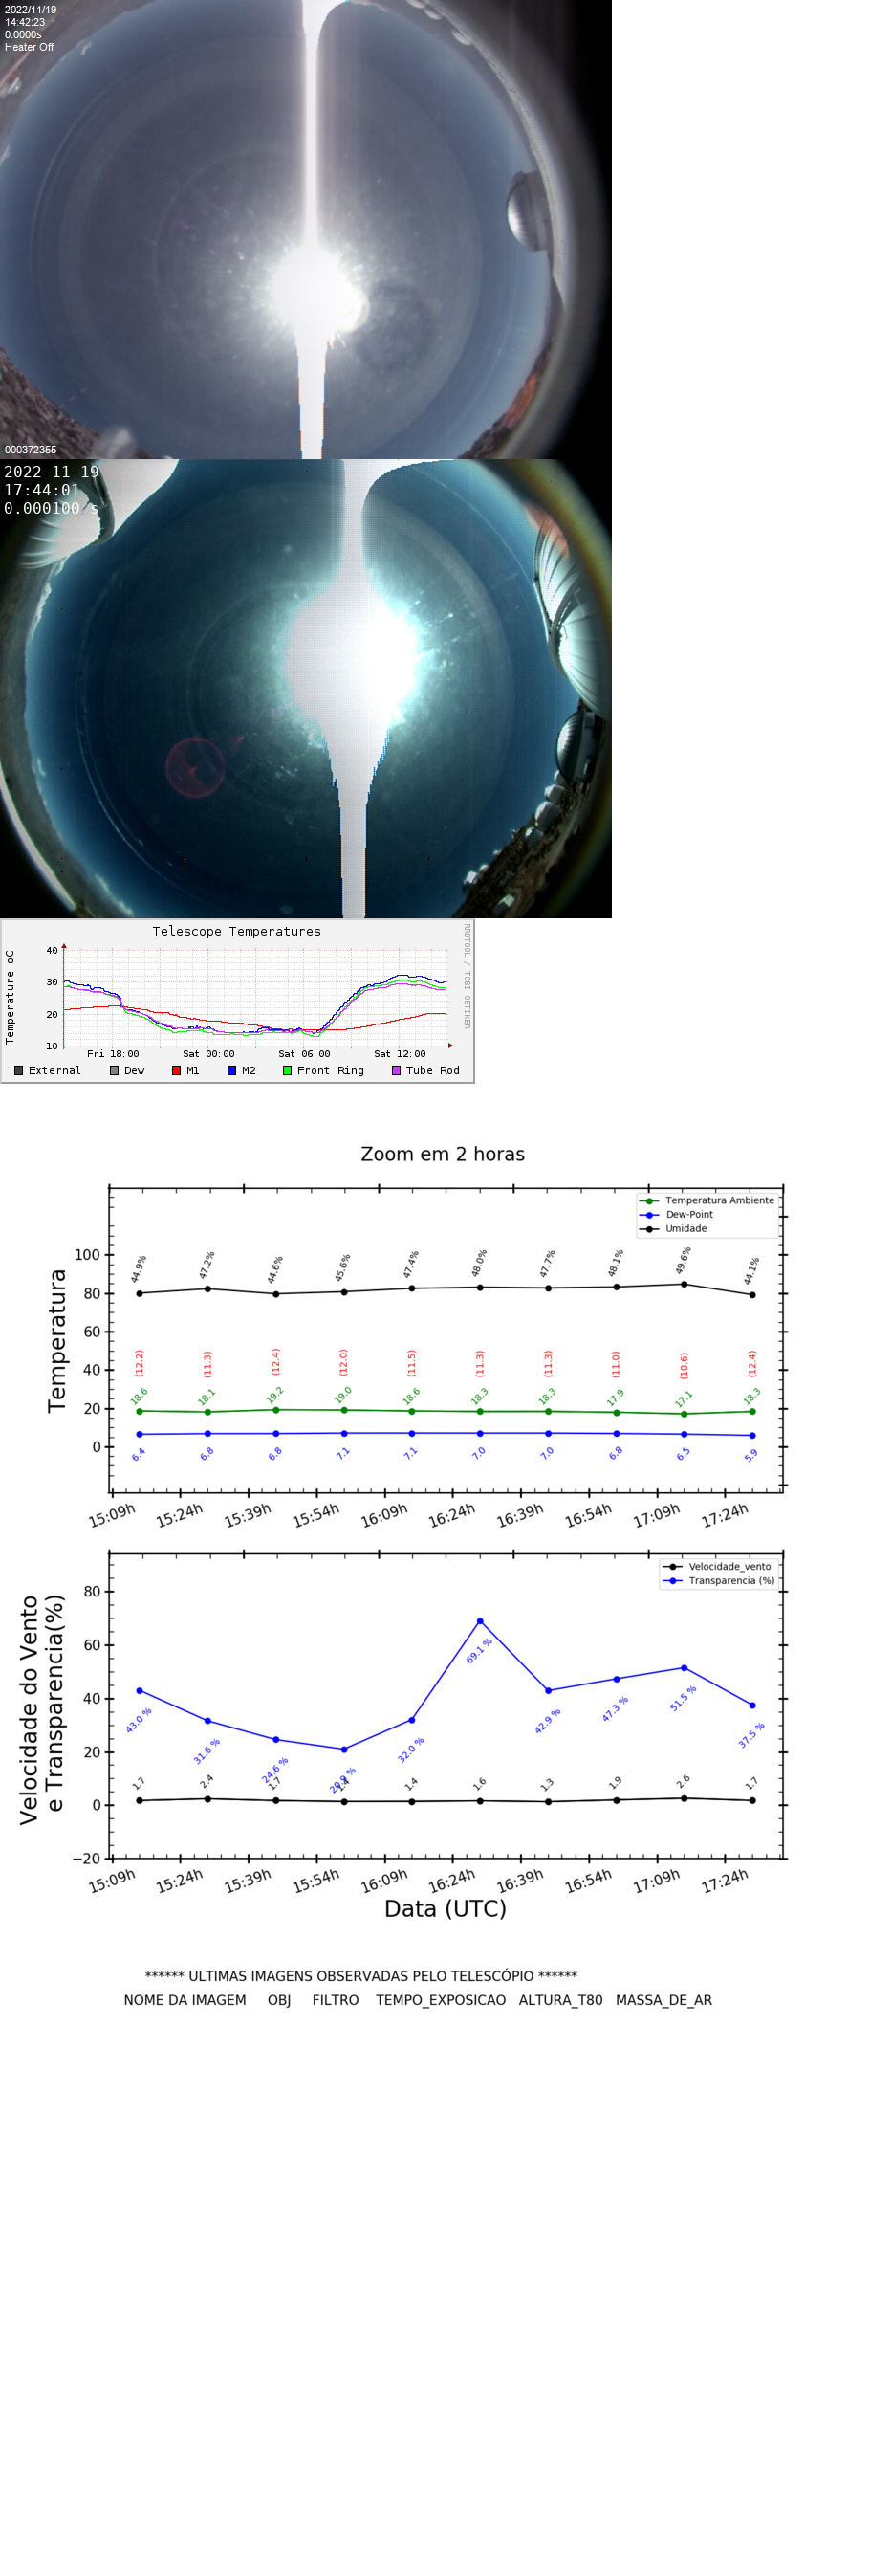 2022/11/19
14:42:23
0.0000s
Heater Off
000372355
2022-11-19
17:44:01
0.000100 s
Telescope Temperatures
RRDTOOL / TOBI OETIKER
Temperature oC
40
30
20
10
Fri 18:00 Sat 00:00 Sat 06:00 Sat 12:00
External Dew M1 M2 Front Ring Tube Rod
Zoom em 2 horas
Temperatura Ambiente
Dew-Point
Umidade
Temperatura
100
80
60
40
20
0
44.9% 47.2% 44.6% 45.6% 47.4% 48.0% 47.7% 48.1% 49.6% 44.1%
(12.2) (11.3) (12.4) (12.0) (11.5) (11.3) (11.3) (11.0) (10.6) (12.4)
18.6 18.1 19.2 19.0 18.6 18.3 18.3 17.9 17.1 18.3
6.4 6.8 6.8 7.1 7.1 7.0 7.0 6.8 6.5 5.9
15:09h 15:24h 15:39h 15:54h 16:09h 16:24h 16:39h 16:54h 17:09h 17:24h
Velocidade_vento
Transparencia (%)
Velocidade do Vento
e Transparencia(%)
80
60
40
20
0
−20
43.0 % 31.6 % 24.6 % 20.9 % 32.0 % 69.1 % 42.9 % 47.3 % 51.5 % 37.5 %
1.7 2.4 1.7 1.4 1.4 1.6 1.3 1.9 2.6 1.7
15:09h 15:24h 15:39h 15:54h 16:09h 16:24h 16:39h 16:54h 17:09h 17:24h
Data (UTC)
****** ULTIMAS IMAGENS OBSERVADAS PELO TELESCÓPIO ******
NOME DA IMAGEM OBJ FILTRO TEMPO_EXPOSICAO ALTURA_T80 MASSA_DE_AR